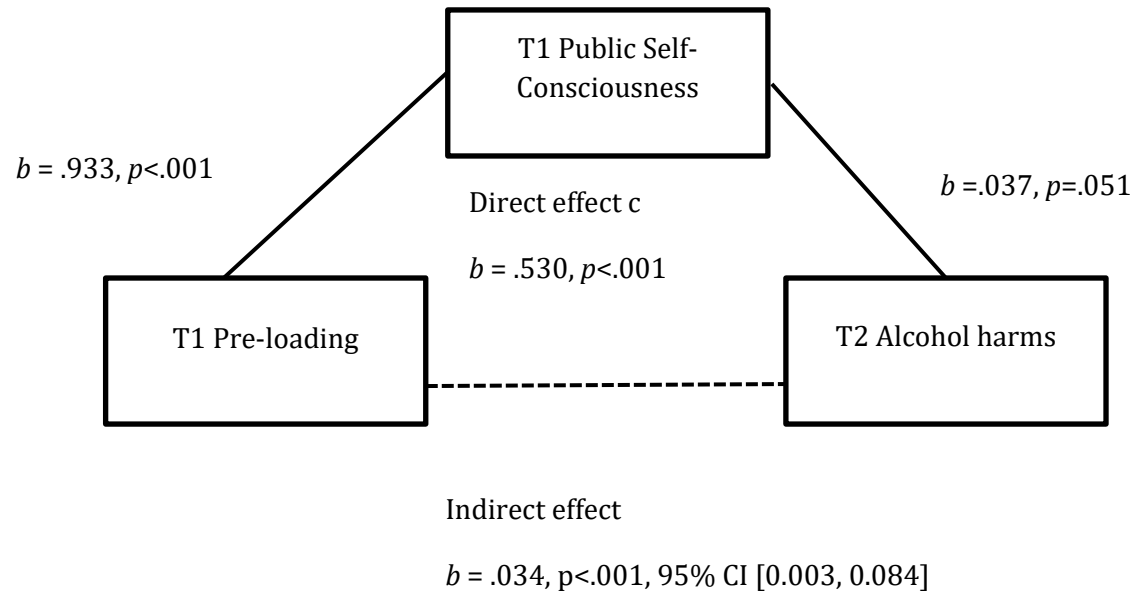 T1 Public Self-
Consciousness
b = .933, p<.001
b =.037, p=.051
Direct effect c
b = .530, p<.001
T1 Pre-loading
T2 Alcohol harms
Indirect effect
b = .034, p<.001, 95% CI [0.003, 0.084]